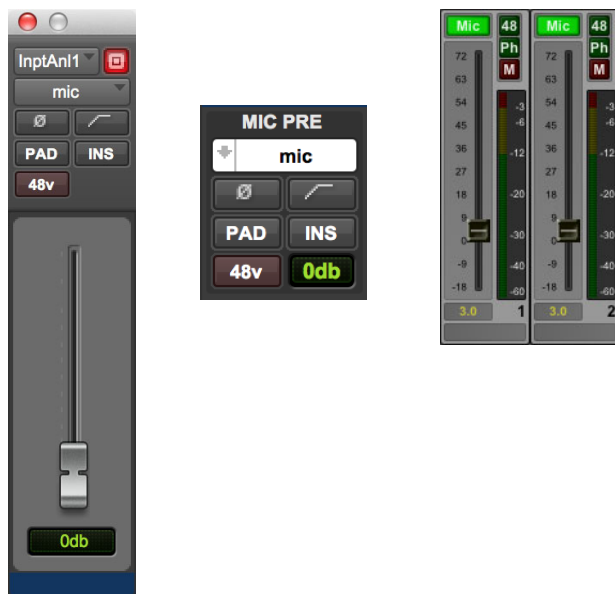 InptAnl1
mic
Ø
PAD INS
48v
0db
MIC PRE
mic
Ø
PAD INS
48v 0db
Mic 48 Mic 48
Ph Ph
M M
72 72
63 63
54 -3 54 -3
45 -6 45 -6
36 -12 36 -12
27 27
18 -20 18 -20
9 9
0 -30 0 -30
-9 -40 -9 -40
-18 -60 -18 -60
3.0 1 3.0 2